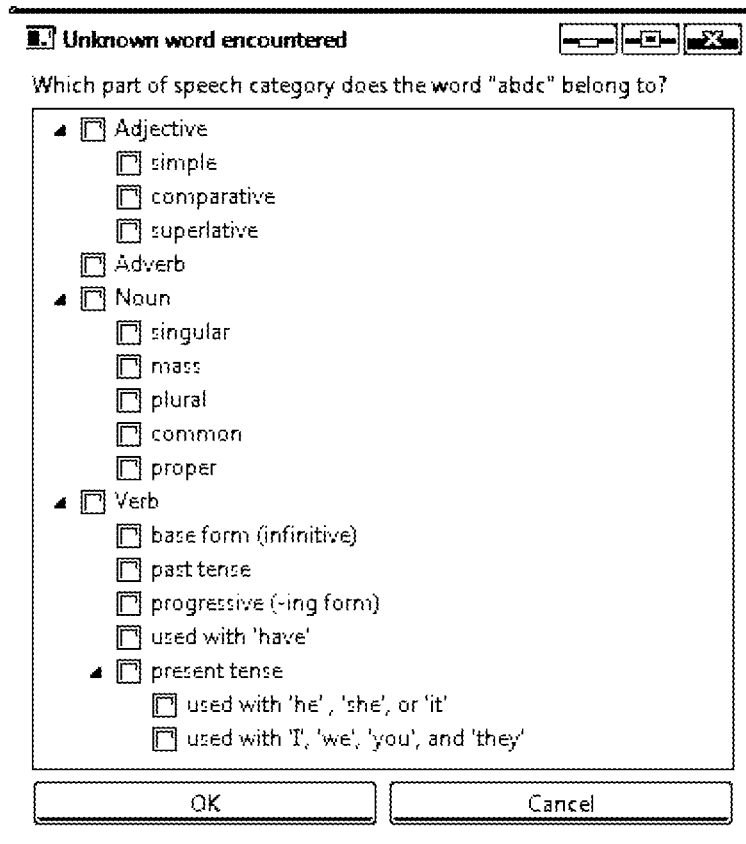 Unknown word encountered
Which part of speech category does the word "abdc" belong to?
Adjective
simple
comparative
superlative
Adverb
Noun
singular
mass
plural
common
proper
Verb
base form (infinitive)
past tense
progressive (-ing form)
used with 'have'
present tense
used with 'he' , 'she', or 'it'
used with 'I', 'we', 'you', and 'they'
OK Cancel